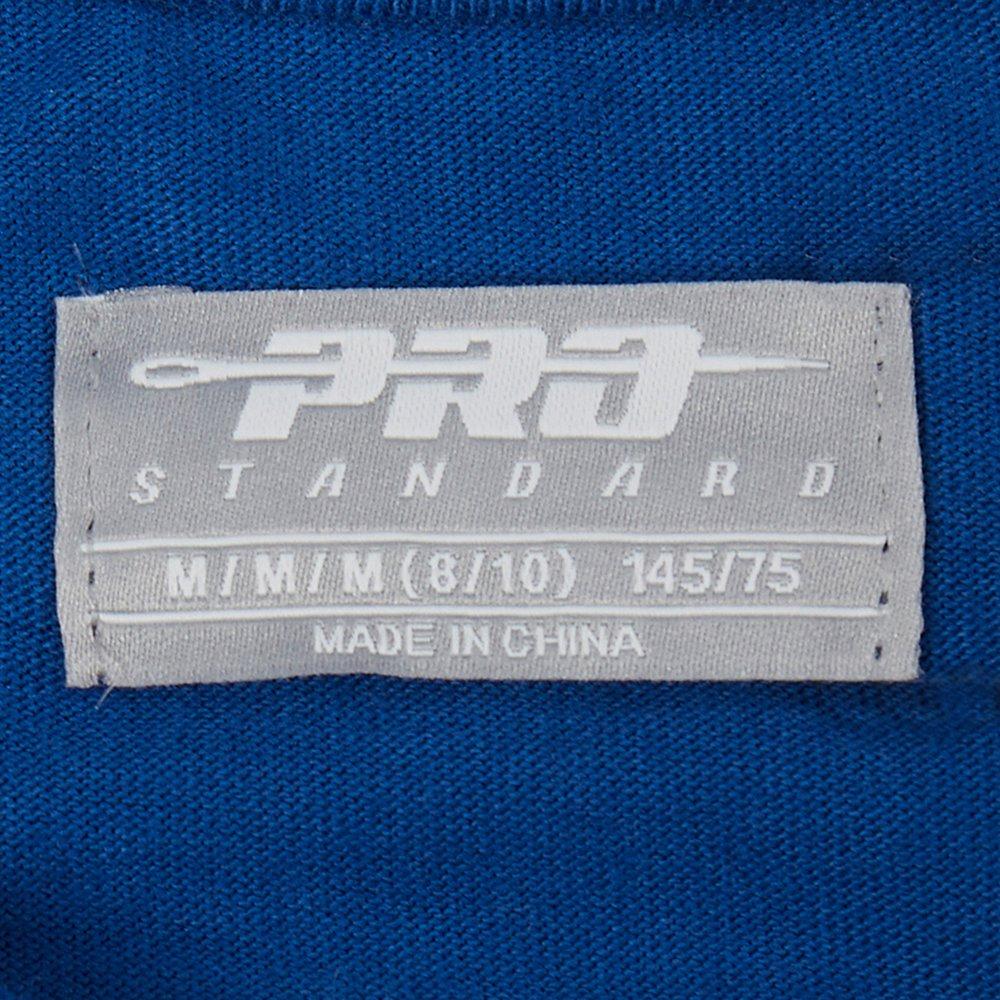 PRO
STANDARD
M/M/M (8/10) 145/75
MADE IN CHINA